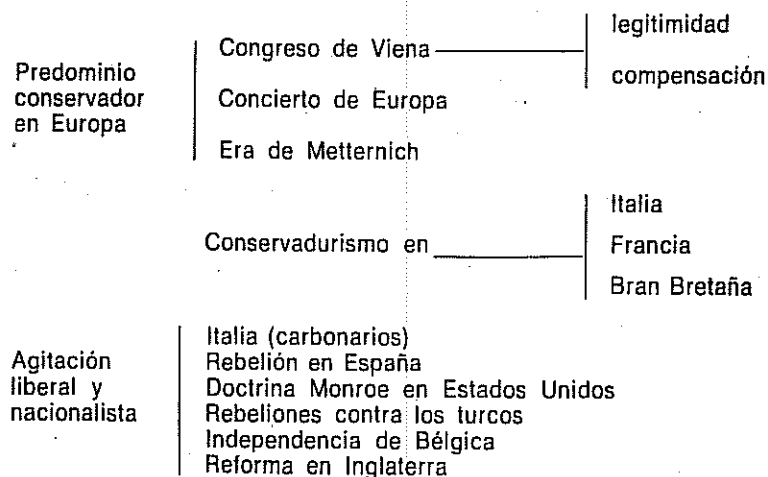 Predominio
conservador
en Europa
Congreso de Viena
legitimidad
compensación
Concierto de Europa
Era de Metternich
Conservadurismo en
Italia
Francia
Bran Bretaña
Agitación
liberal y
nacionalista
Italia (carbonarios)
Rebelión en España
Doctrina Monroe en Estados Unidos
Rebeliones contra los turcos
Independencia de Bélgica
Reforma en Inglaterra